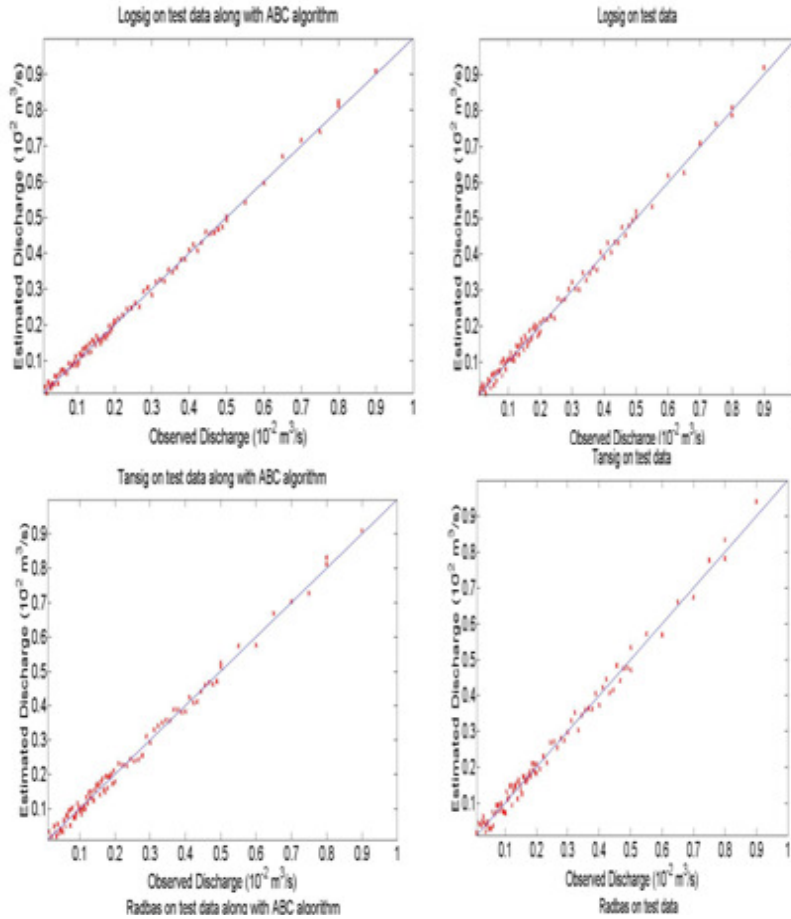 Logsig on test data along with ABC algorithm
Estimated Discharge (10^2 m^3/s)
0.9
0.8
0.7
0.6
0.5
0.4
0.3
0.2
0.1
0.1 0.2 0.3 0.4 0.5 0.6 0.7 0.8 0.9 1
Observed Discharge (10^-2 m^3/s)
Logsig on test data
Estimated Discharge (10^2 m^3/s)
0.9
0.8
0.7
0.6
0.5
0.4
0.3
0.2
0.1
0.1 0.2 0.3 0.4 0.5 0.6 0.7 0.8 0.9
Observed Discharge (10^-2 m^3/s)
Tansig on test data along with ABC algorithm
Estimated Discharge (10^2 m^3/s)
0.9
0.8
0.7
0.6
0.5
0.4
0.3
0.2
0.1
0.1 0.2 0.3 0.4 0.5 0.6 0.7 0.8 0.9 1
Observed Discharge (10^-2 m^3/s)
Tansig on test data
Estimated Discharge (10^2 m^3/s)
0.9
0.8
0.7
0.6
0.5
0.4
0.3
0.2
0.1
0.1 0.2 0.3 0.4 0.5 0.6 0.7 0.8 0.9 1
Observed Discharge (10^-2 m^3/s)
Radbas on test data along with ABC algorithm
Radbas on test data